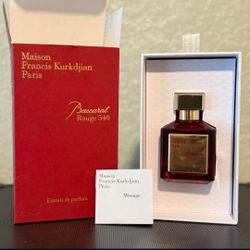 Maison
Francis Kurkdjian
Paris
Baccarat
Rouge 540
Extrait de parfum
Maison
Francis Kurkdjian
Paris
Message